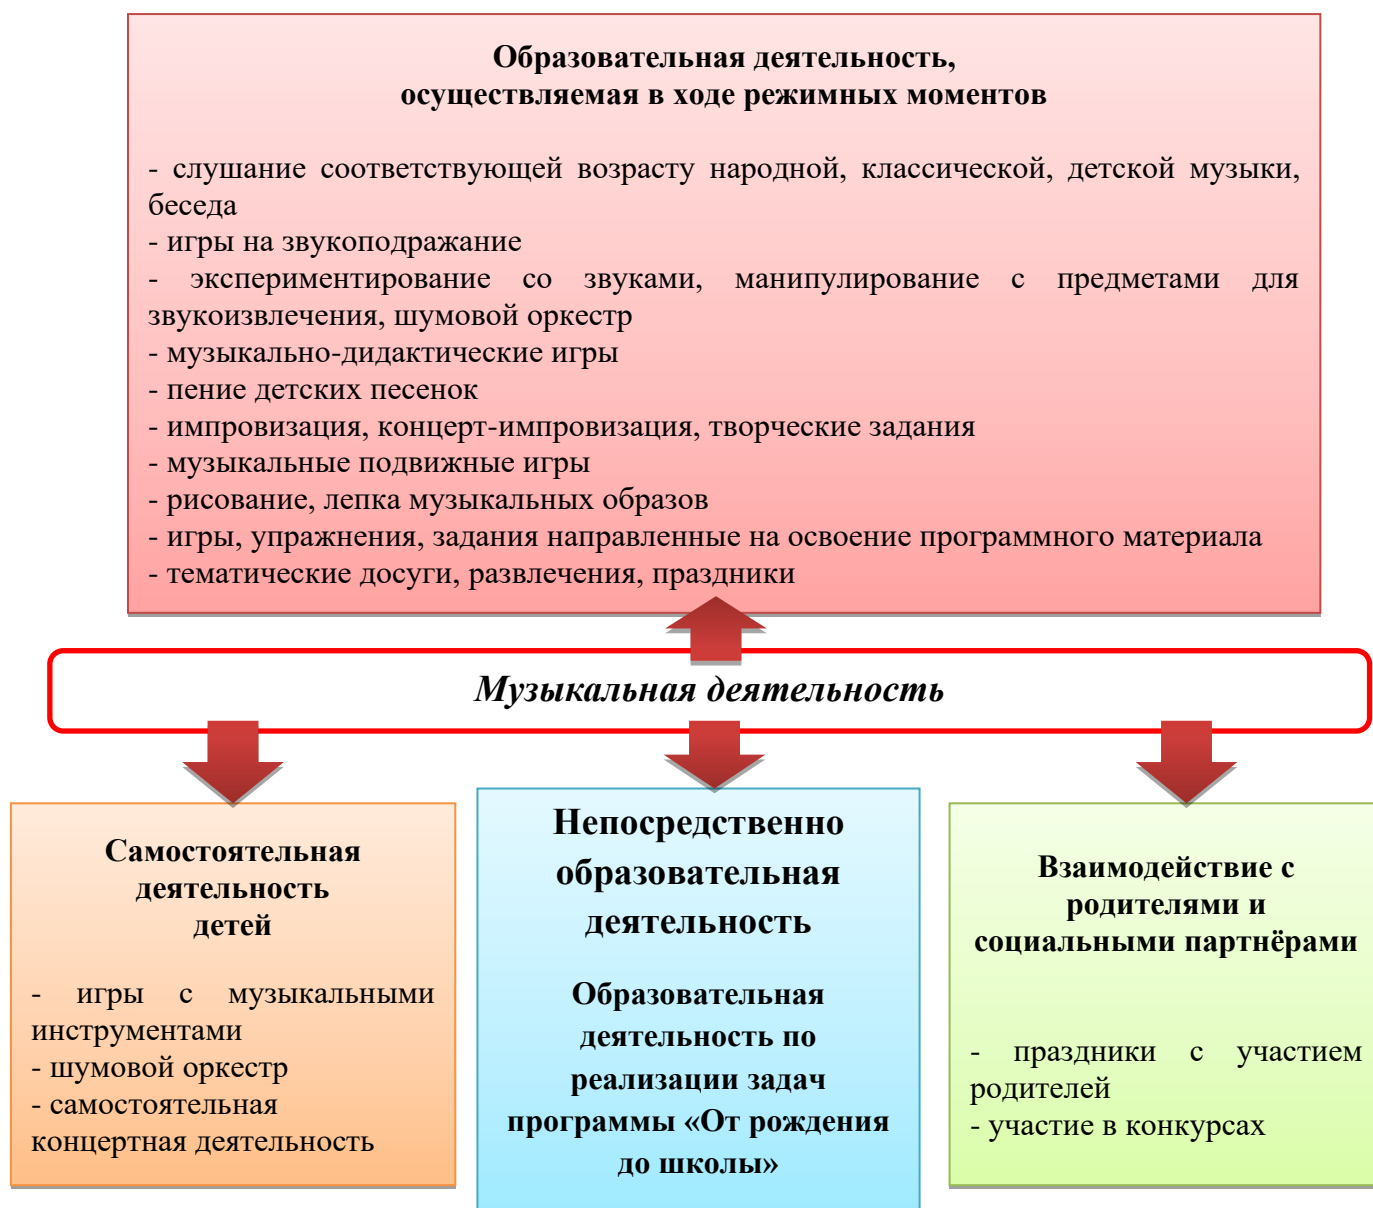 Образовательная деятельность,
осуществляемая в ходе режимных моментов
- слушание соответствующей возрасту народной, классической, детской музыки,
беседа
- игры на звукоподражание
- экспериментирование со звуками, манипулирование с предметами для
звукоизвлечения, шумовой оркестр
- музыкально-дидактические игры
- пение детских песенок
- импровизация, концерт-импровизация, творческие задания
- музыкальные подвижные игры
- рисование, лепка музыкальных образов
- игры, упражнения, задания направленные на освоение программного материала
- тематические досуги, развлечения, праздники
Музыкальная деятельность
Самостоятельная
деятельность
детей
- игры с музыкальными
инструментами
- шумовой оркестр
- самостоятельная
концертная деятельность
Непосредственно
образовательная
деятельность
Образовательная
деятельность по
реализации задач
программы «От рождения
до школы»
Взаимодействие с
родителями и
социальными партнёрами
- праздники с участием
родителей
- участие в конкурсах